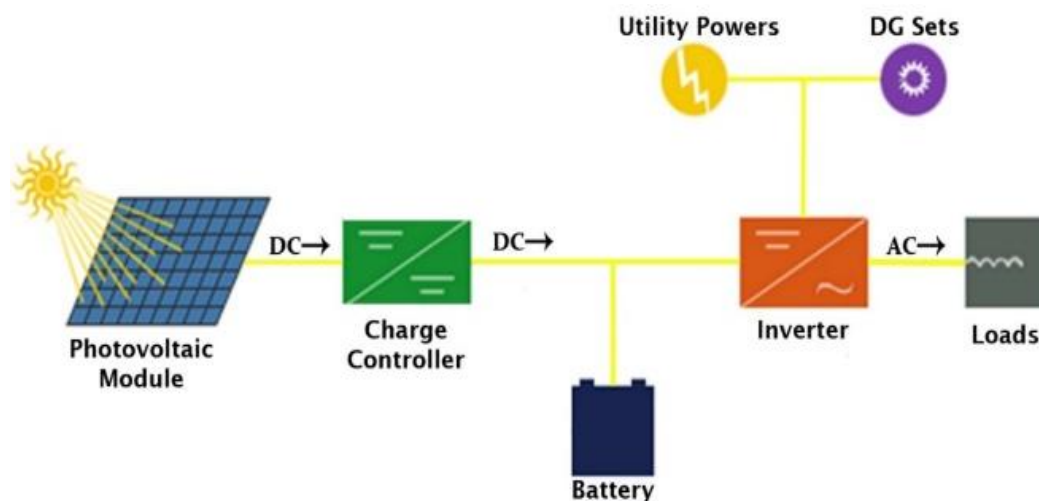 Utility Powers
DG Sets
DC→
DC→
AC→
Photovoltaic
Module
Charge
Controller
Inverter
Loads
Battery